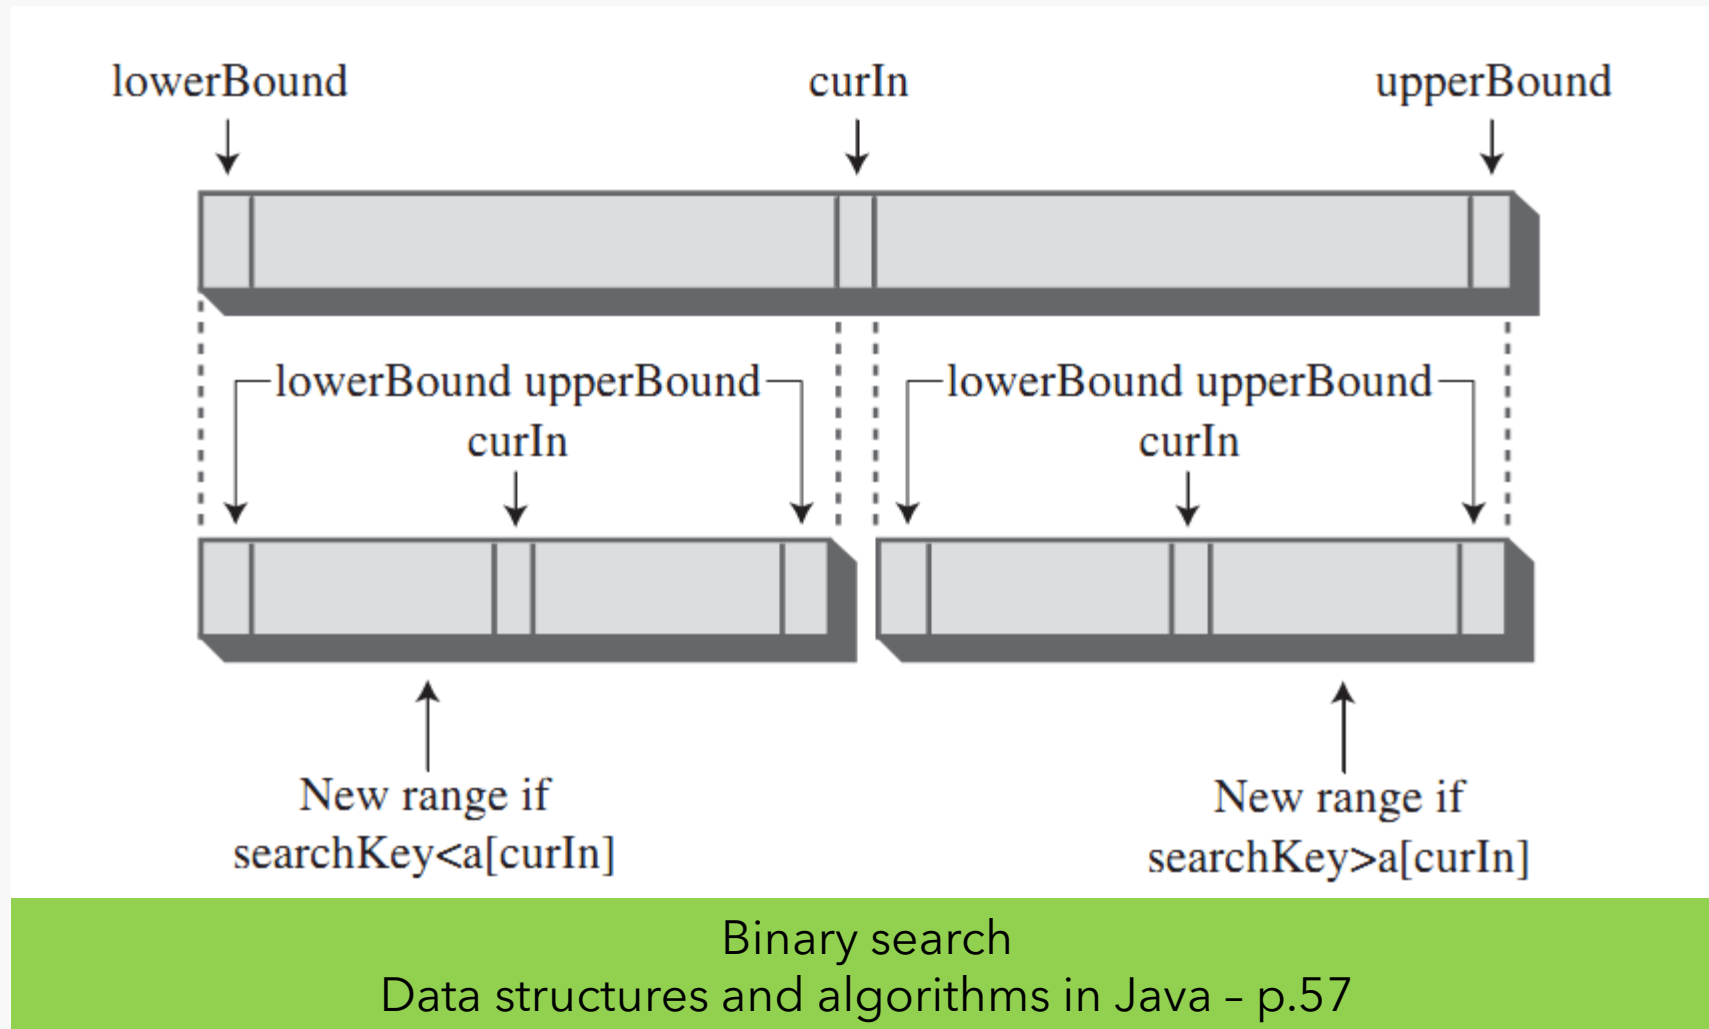 lowerBound curIn upperBound
lowerBound upperBound lowerBound upperBound
curIn curIn
New range if
searchKey<a[curIn]
New range if
searchKey>a[curIn]
Binary search
Data structures and algorithms in Java – p.57